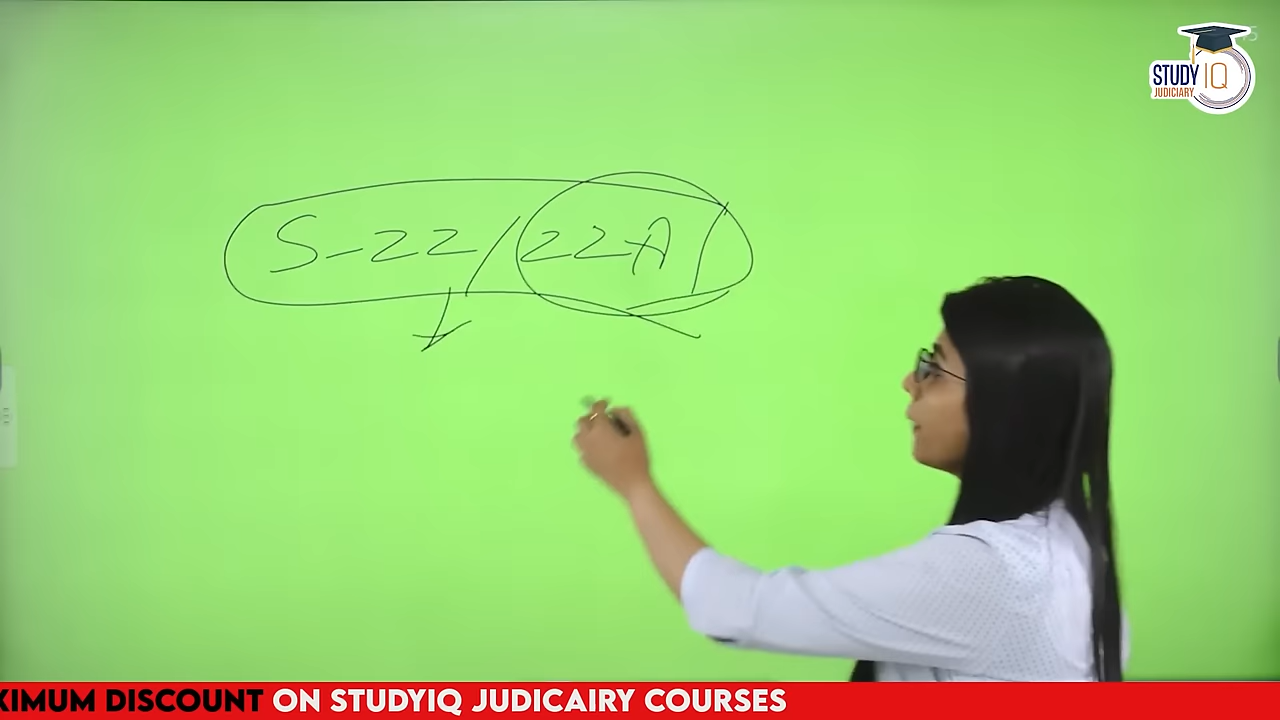 STUDY IQ
JUDICIARY
S-22/22A/
XIMUM DISCOUNT ON STUDYIQ JUDICAIRY COURSES